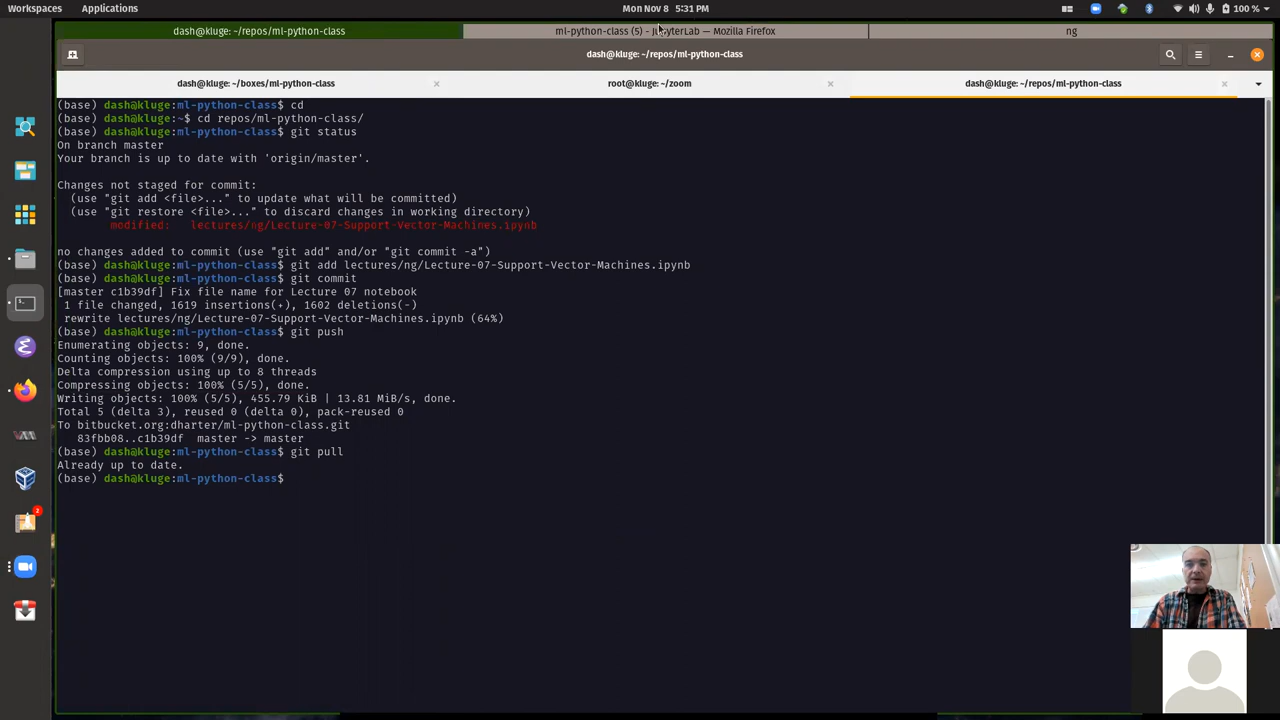 Workspaces Applications Mon Nov 8 5:31 PM 100 %
dash@kluge: ~/repos/ml-python-class ml-python-class (5) - JupyterLab — Mozilla Firefox ng
dash@kluge: ~/repos/ml-python-class
dash@kluge: ~/boxes/ml-python-class × root@kluge: ~/zoom × dash@kluge: ~/repos/ml-python-class ×
(base) dash@kluge:ml-python-class$ cd
(base) dash@kluge:~$ cd repos/ml-python-class/
(base) dash@kluge:ml-python-class$ git status
On branch master
Your branch is up to date with 'origin/master'.
Changes not staged for commit:
(use "git add <file>..." to update what will be committed)
(use "git restore <file>..." to discard changes in working directory)
modified: lectures/ng/Lecture-07-Support-Vector-Machines.ipynb
no changes added to commit (use "git add" and/or "git commit -a")
(base) dash@kluge:ml-python-class$ git add lectures/ng/Lecture-07-Support-Vector-Machines.ipynb
(base) dash@kluge:ml-python-class$ git commit
[master c1b39df] Fix file name for Lecture 07 notebook
1 file changed, 1619 insertions(+), 1602 deletions(-)
rewrite lectures/ng/Lecture-07-Support-Vector-Machines.ipynb (64%)
(base) dash@kluge:ml-python-class$ git push
Enumerating objects: 9, done.
Counting objects: 100% (9/9), done.
Delta compression using up to 8 threads
Compressing objects: 100% (5/5), done.
Writing objects: 100% (5/5), 455.79 KiB | 13.81 MiB/s, done.
Total 5 (delta 3), reused 0 (delta 0), pack-reused 0
To bitbucket.org:dharter/ml-python-class.git
83fbb08..c1b39df master -> master
(base) dash@kluge:ml-python-class$ git pull
Already up to date.
(base) dash@kluge:ml-python-class$
2